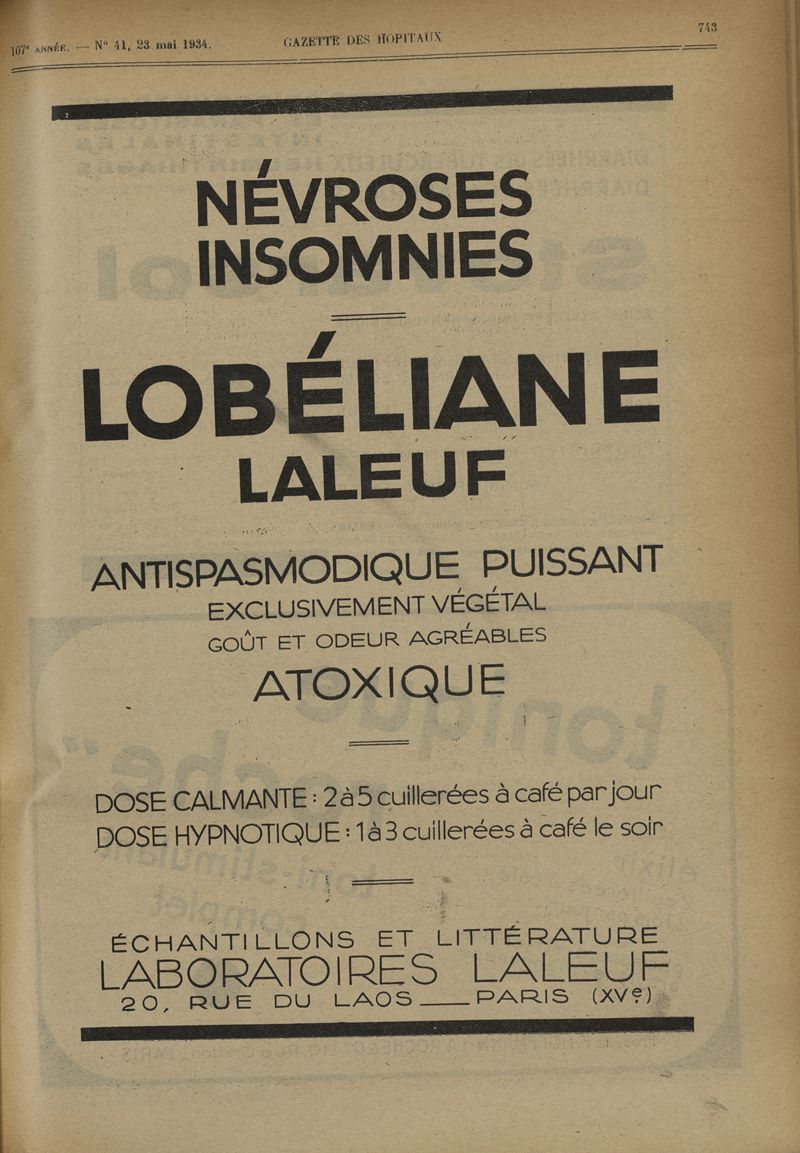 107e ANNÉE. — N° 41, 23 mai 1934.
GAZETTE DES HOPITAUX
743
NÉVROSES
INSOMNIES
LOBÉLIANE
LALEUF
ANTISPASMODIQUE PUISSANT
EXCLUSIVEMENT VÉGÉTAL
GOÛT ET ODEUR AGRÉABLES
ATOXIQUE
DOSE CALMANTE : 2 à 5 cuillerées à café par jour
DOSE HYPNOTIQUE : 1 à 3 cuillerées à café le soir
ÉCHANTILLONS ET LITTÉRATURE
LABORATOIRES LALEUF
20, RUE DU LAOS ___ PARIS (XVe)